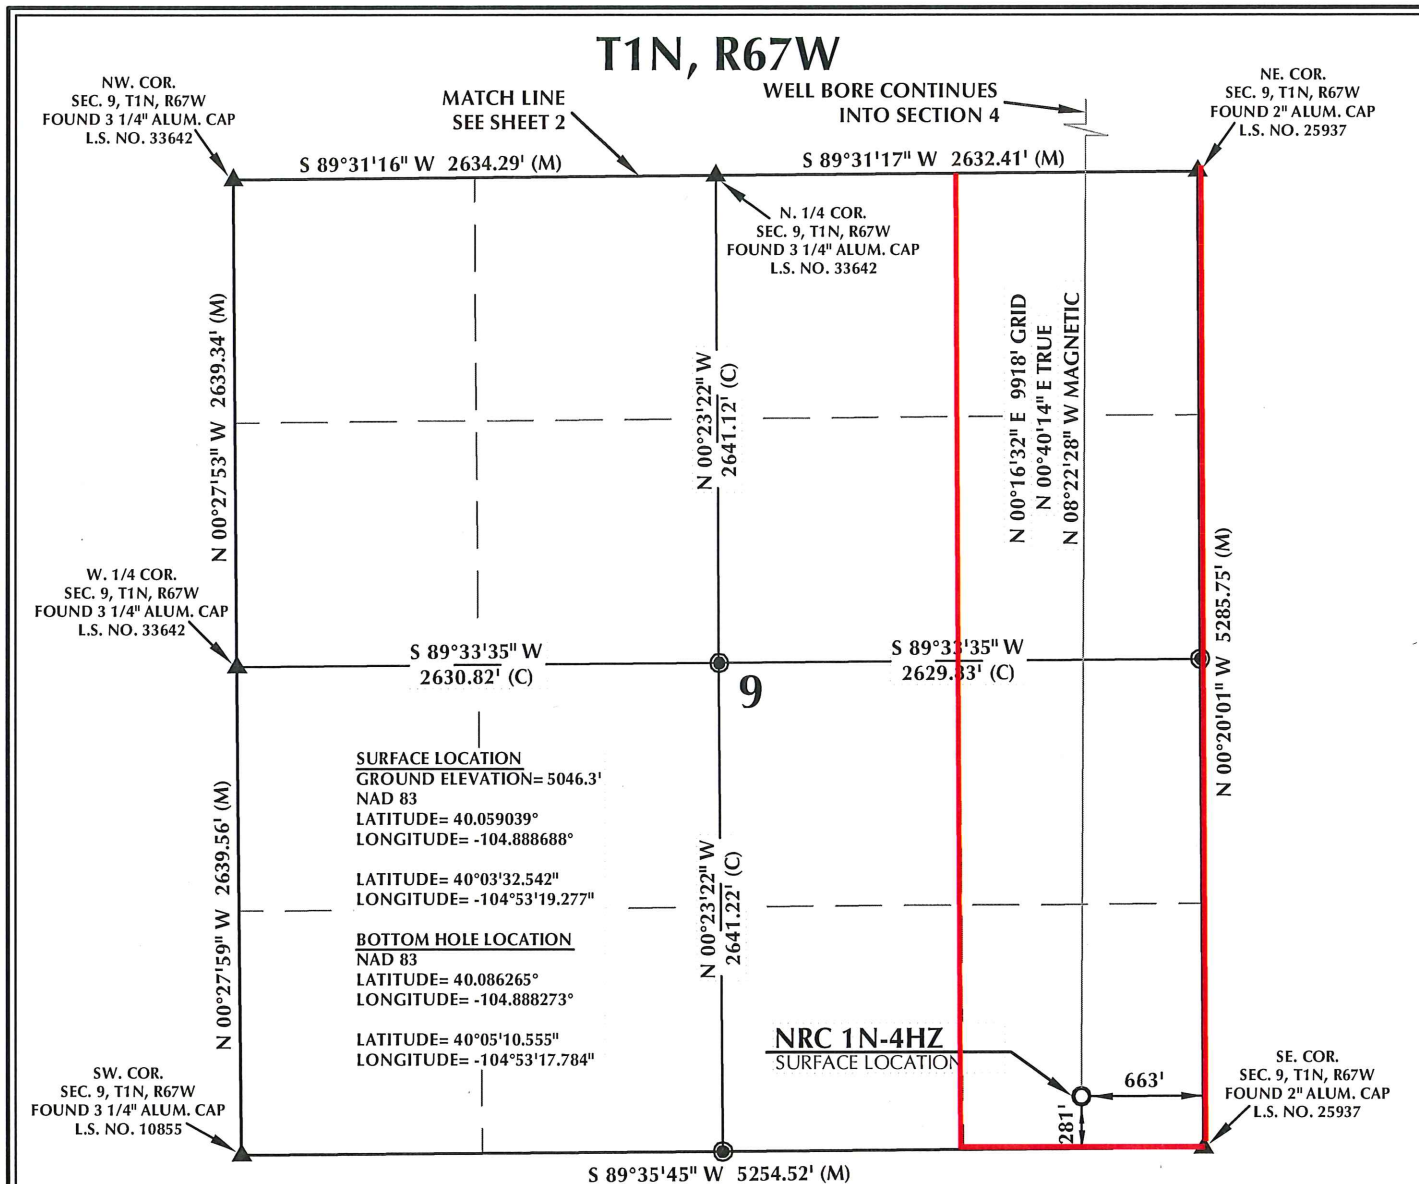 T1N, R67W
NW. COR.
SEC. 9, T1N, R67W
FOUND 3 1/4" ALUM. CAP
L.S. NO. 33642
MATCH LINE
SEE SHEET 2
WELL BORE CONTINUES
INTO SECTION 4
NE. COR.
SEC. 9, T1N, R67W
FOUND 2" ALUM. CAP
L.S. NO. 25937
S 89°31'16" W 2634.29' (M)
S 89°31'17" W 2632.41' (M)
N. 1/4 COR.
SEC. 9, T1N, R67W
FOUND 3 1/4" ALUM. CAP
L.S. NO. 33642
N 00°27'53" W 2639.34' (M)
N 00°23'22" W
2641.12' (C)
N 00°16'32" E 9918' GRID
N 00°40'14" E TRUE
N 08°22'28" W MAGNETIC
N 00°20'01" W 5285.75' (M)
W. 1/4 COR.
SEC. 9, T1N, R67W
FOUND 3 1/4" ALUM. CAP
L.S. NO. 33642
S 89°33'35" W
2630.82' (C)
S 89°33'35" W
2629.83' (C)
9
SURFACE LOCATION
GROUND ELEVATION= 5046.3'
NAD 83
LATITUDE= 40.059039°
LONGITUDE= -104.888688°
LATITUDE= 40°03'32.542"
LONGITUDE= -104°53'19.277"
BOTTOM HOLE LOCATION
NAD 83
LATITUDE= 40.086265°
LONGITUDE= -104.888273°
LATITUDE= 40°05'10.555"
LONGITUDE= -104°53'17.784"
N 00°27'59" W 2639.56' (M)
N 00°23'22" W
2641.22' (C)
NRC 1N-4HZ
SURFACE LOCATION
663'
281'
SW. COR.
SEC. 9, T1N, R67W
FOUND 3 1/4" ALUM. CAP
L.S. NO. 10855
SE. COR.
SEC. 9, T1N, R67W
FOUND 2" ALUM. CAP
L.S. NO. 25937
S 89°35'45" W 5254.52' (M)